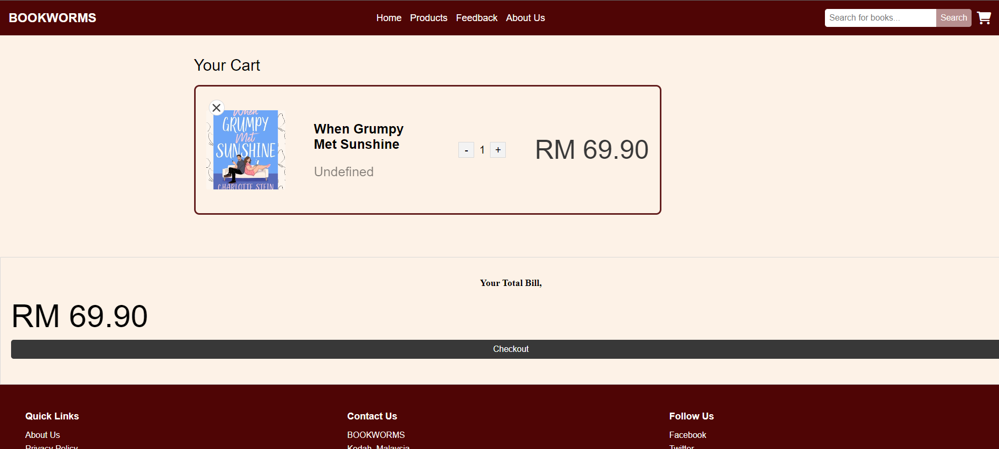 BOOKWORMS
Home Products Feedback About Us
Search for books...
Search
Your Cart
When
GRUMPY
Met
SUNSHINE
CHARLOTTE STEIN
When Grumpy
Met Sunshine
Undefined
- 1 +
RM 69.90
Your Total Bill,
RM 69.90
Checkout
Quick Links
About Us
Privacy Policy
Contact Us
BOOKWORMS
Kedah, Malaysia
Follow Us
Facebook
Twitter